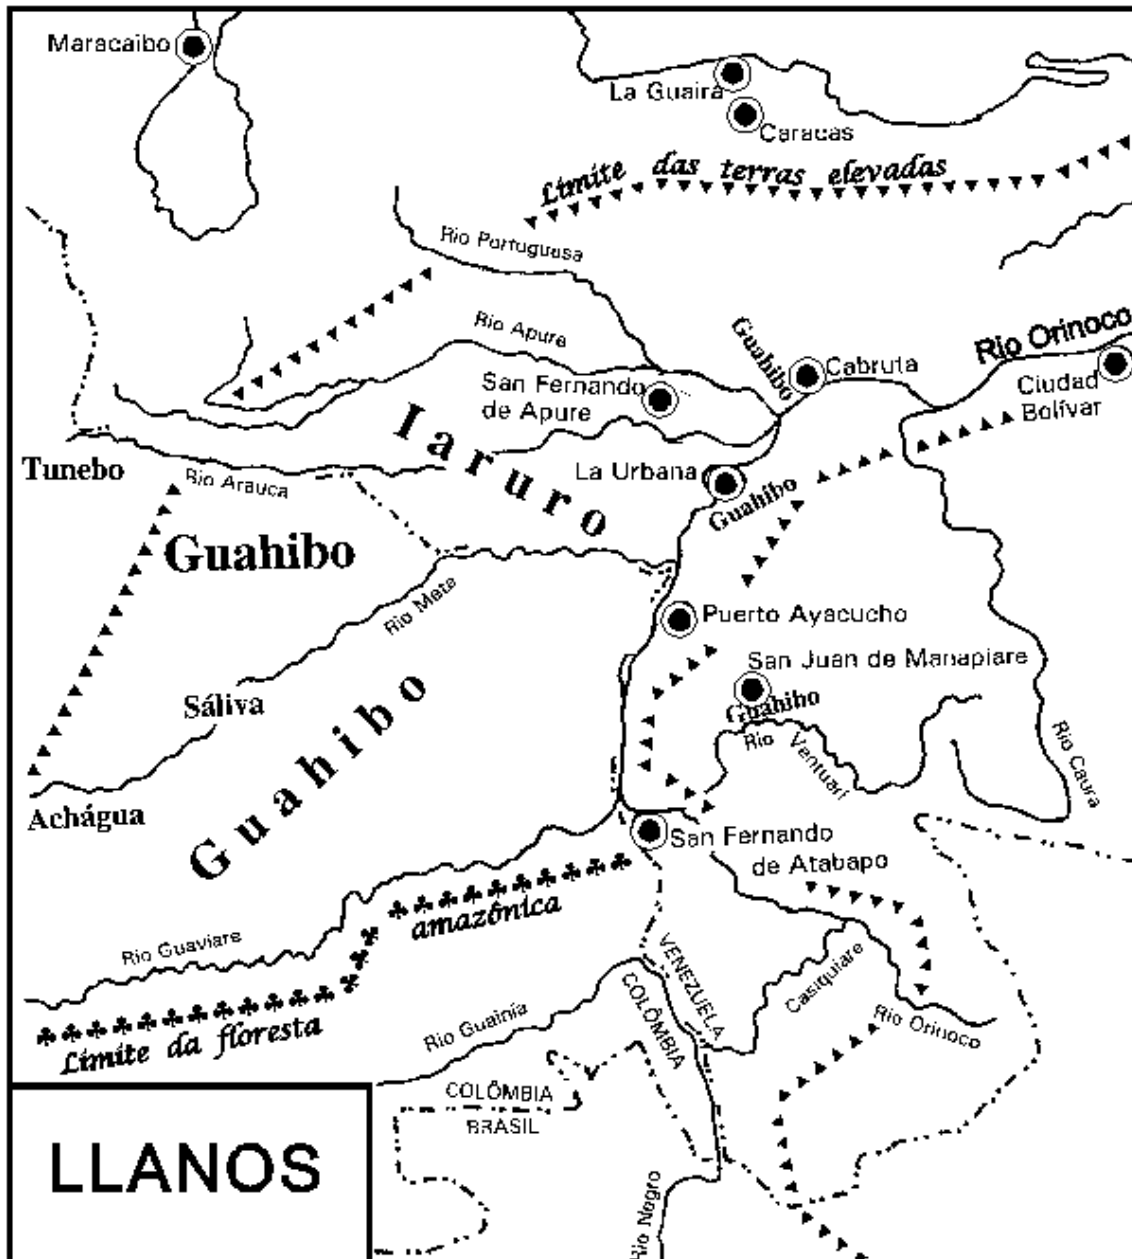 Maracaibo
La Guaira
Caracas
Límite das terras elevadas
Rio Portuguesa
Rio Apure
Guahibo
Rio Orinoco
Cabruta
San Fernando
de Apure
Ciudad
Bolívar
Iaruro
Tunebo
Rio Arauca
La Urbana
Guahibo
Guahibo
Rio Meta
Puerto Ayacucho
San Juan de Manapiare
Guahibo
Sáliva
Rio Ventuari
Rio Caura
Guahibo
Achágua
San Fernando
de Atabapo
amazônica
Rio Guaviare
VENEZUELA
COLÔMBIA
Casiquiare
Rio Guainía
Rio Orinoco
Límite da floresta
COLÔMBIA
BRASIL
LLANOS
Rio Negro